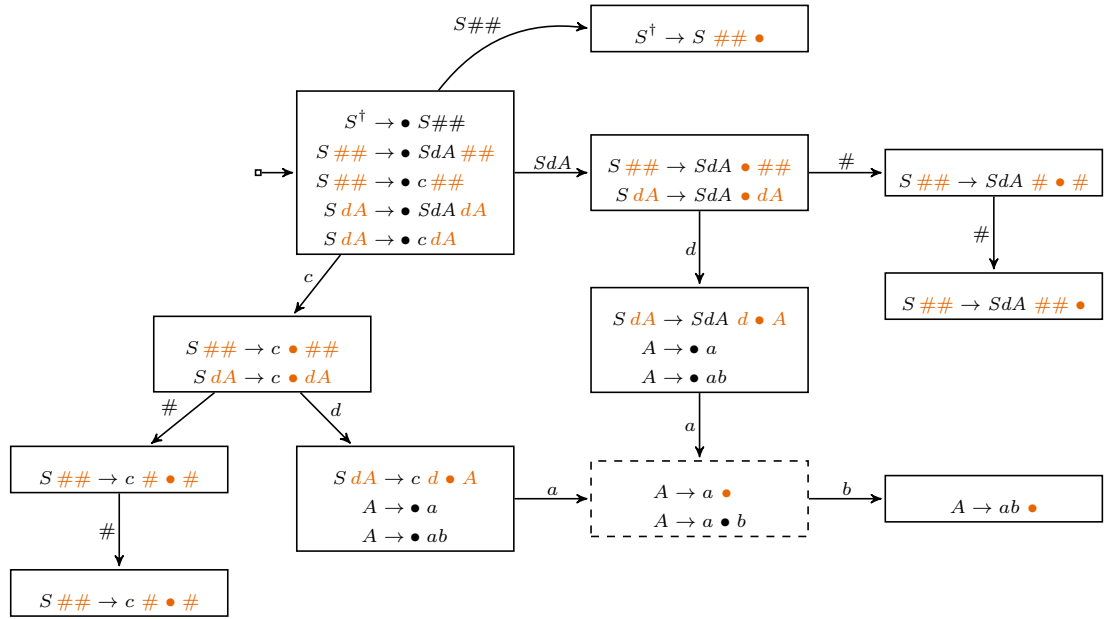 S##
S† → S ## •
S† → • S##
S ## → • SdA ##
S ## → • c ##
S dA → • SdA dA
S dA → • c dA
SdA
S ## → SdA • ##
S dA → SdA • dA
#
S ## → SdA # • #
d
#
S ## → SdA ## •
c
S dA → SdA d • A
A → • a
A → • ab
S ## → c • ##
S dA → c • dA
#
d
a
S ## → c # • #
S dA → c d • A
A → • a
A → • ab
a
A → a •
A → a • b
b
A → ab •
#
S ## → c # • #